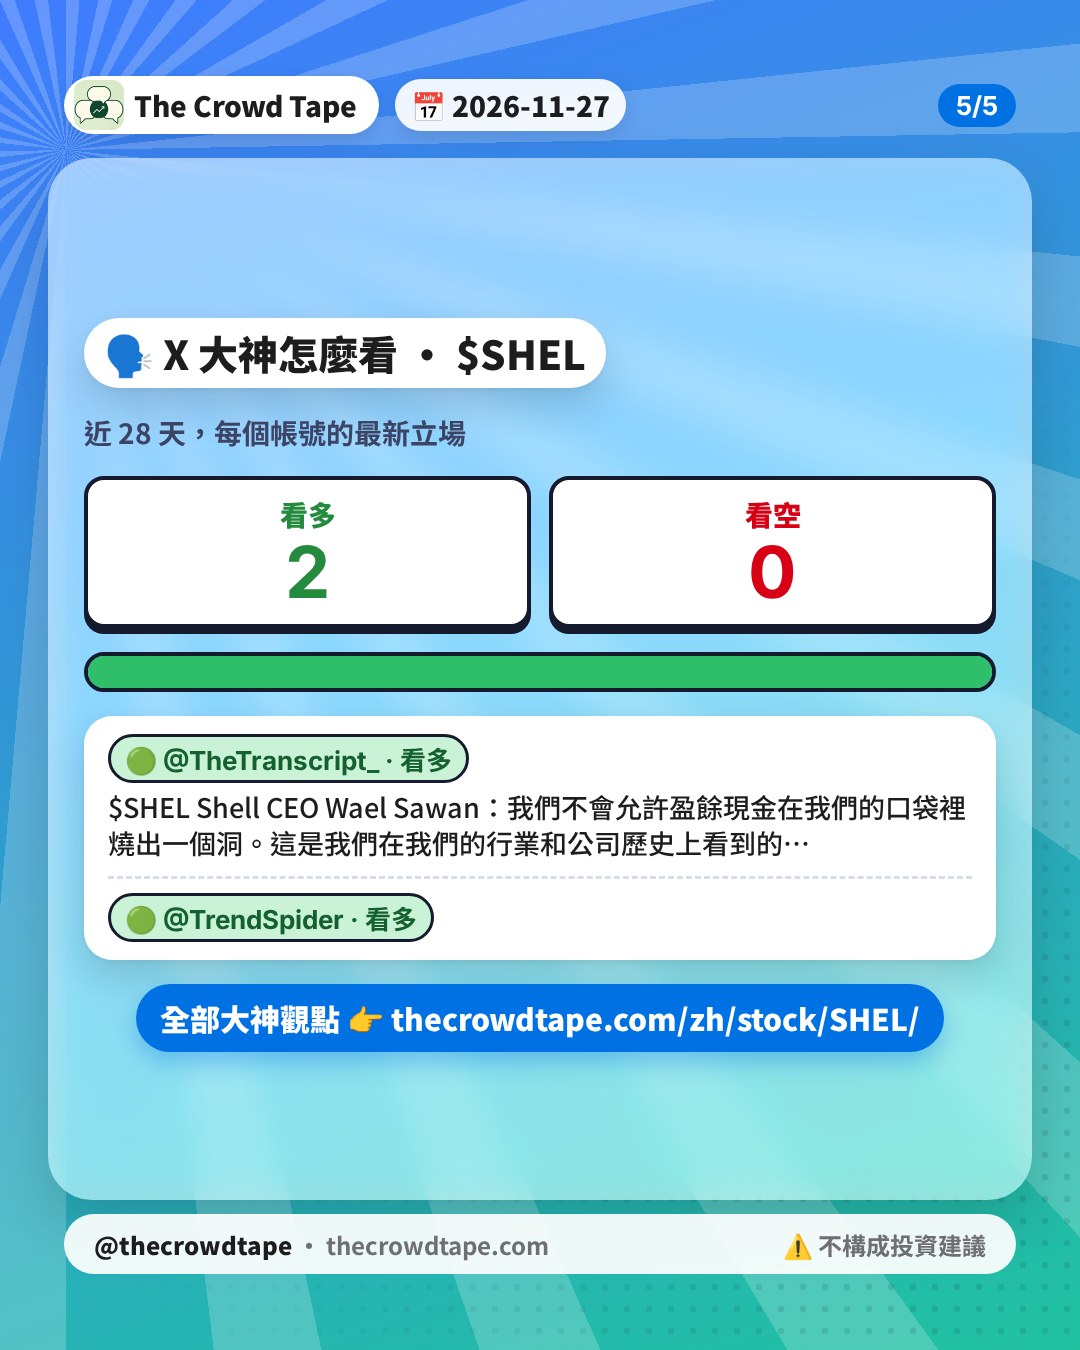 The Crowd Tape
📅 2026-11-27
5/5
🗣️ X 大神怎麼看 · $SHEL
近 28 天，每個帳號的最新立場
看多
2
看空
0
🟢 @TheTranscript_ · 看多
$SHEL Shell CEO Wael Sawan：我們不會允許盈餘現金在我們的口袋裡
燒出一個洞。這是我們在我們的行業和公司歷史上看到的…
🟢 @TrendSpider · 看多
全部大神觀點 👉 thecrowdtape.com/zh/stock/SHEL/
@thecrowdtape · thecrowdtape.com
⚠️ 不構成投資建議